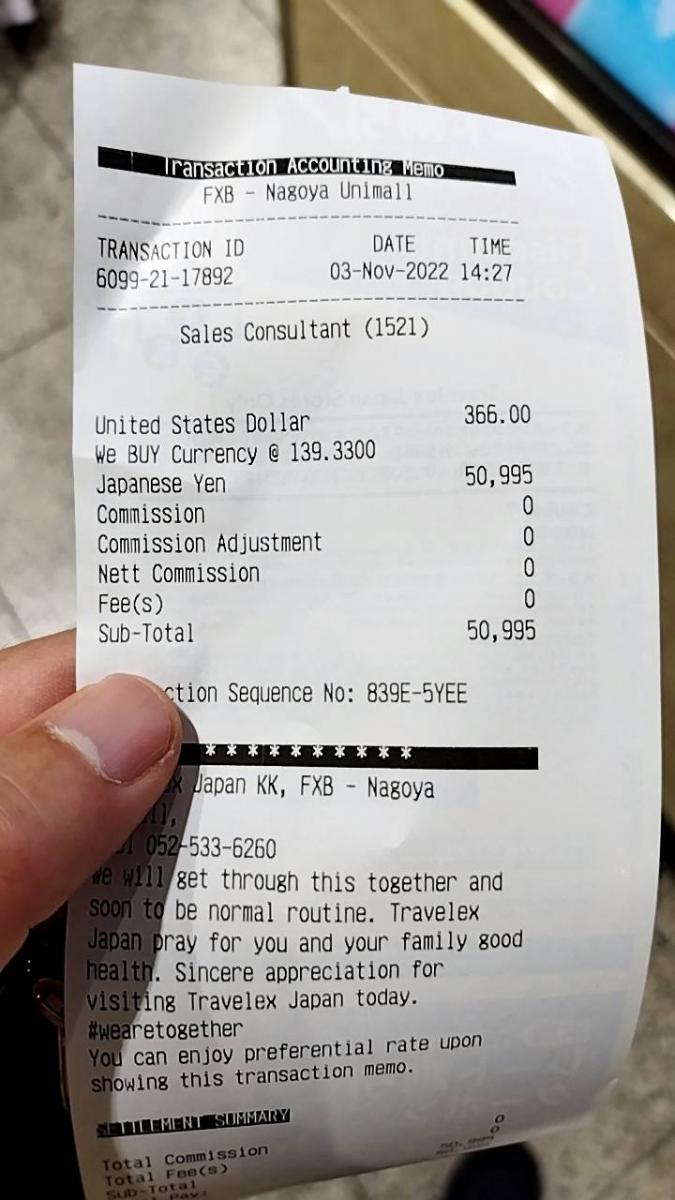 Transaction Accounting Memo
FXB - Nagoya Unimall
TRANSACTION ID DATE TIME
6099-21-17892 03-Nov-2022 14:27
Sales Consultant (1521)
United States Dollar 366.00
We BUY Currency @ 139.3300
Japanese Yen 50,995
Commission 0
Commission Adjustment 0
Nett Commission 0
Fee(s) 0
Sub-Total 50,995
Sequence No: 839E-5YEE
* * * * * * * * * *
Japan KK, FXB - Nagoya
052-533-6260
We will get through this together and
soon to be normal routine. Travelex
Japan pray for you and your family good
health. Sincere appreciation for
visiting Travelex Japan today.
#wearetogether
You can enjoy preferential rate upon
showing this transaction memo.
SETTLEMENT SUMMARY
Total Commission 0
Total Fee(s) 0
Sub-Total 50,995